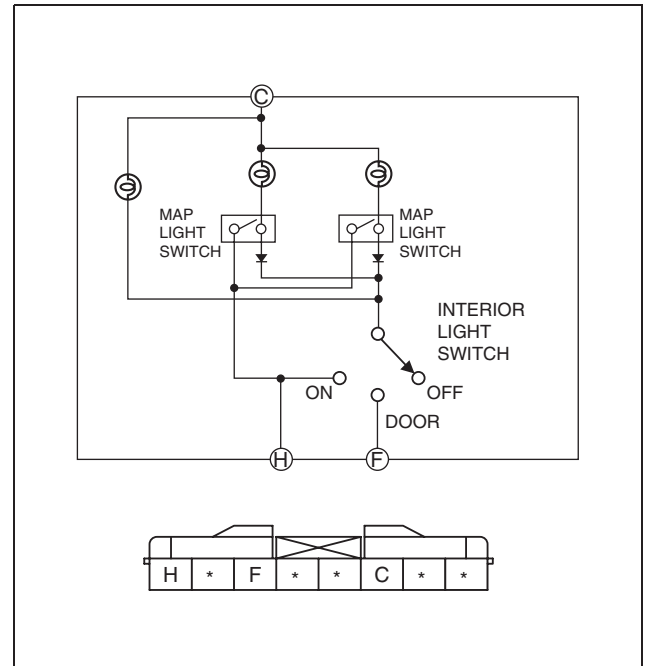 C
MAP
LIGHT
SWITCH
MAP
LIGHT
SWITCH
INTERIOR
LIGHT
SWITCH
ON
OFF
DOOR
H
F
H * F * * C * *